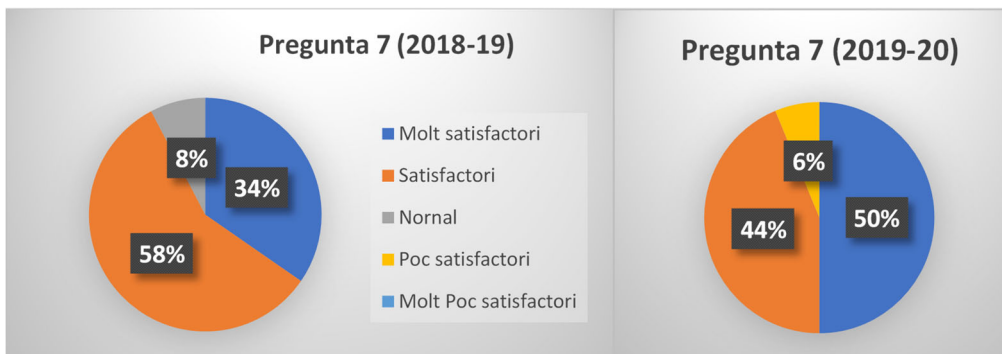 Pregunta 7 (2018-19)
8%
34%
58%
Molt satisfactori
Satisfactori
Nornal
Poc satisfactori
Molt Poc satisfactori
Pregunta 7 (2019-20)
6%
44%
50%